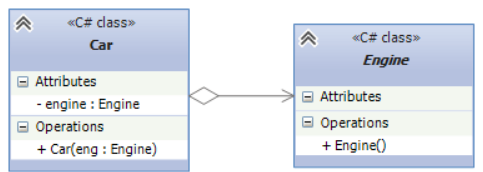 «C# class»
Car
Attributes
- engine : Engine
Operations
+ Car(eng : Engine)
«C# class»
Engine
Attributes
Operations
+ Engine()